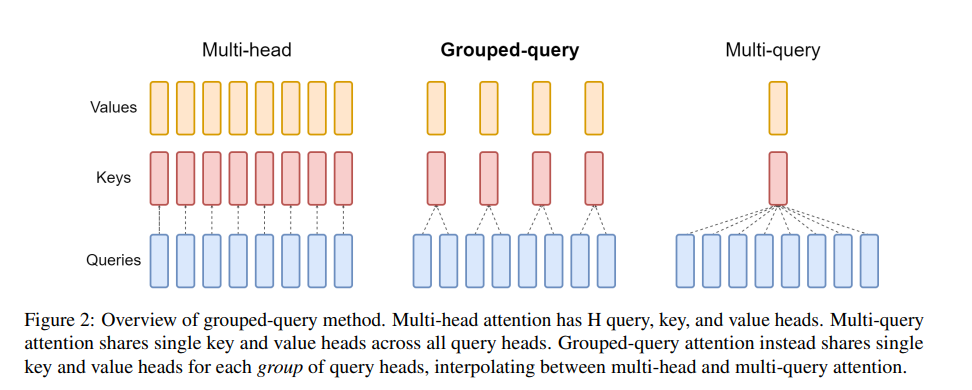 Multi-head
Grouped-query
Multi-query
Values
Keys
Queries
Figure 2: Overview of grouped-query method. Multi-head attention has H query, key, and value heads. Multi-query
attention shares single key and value heads across all query heads. Grouped-query attention instead shares single
key and value heads for each group of query heads, interpolating between multi-head and multi-query attention.